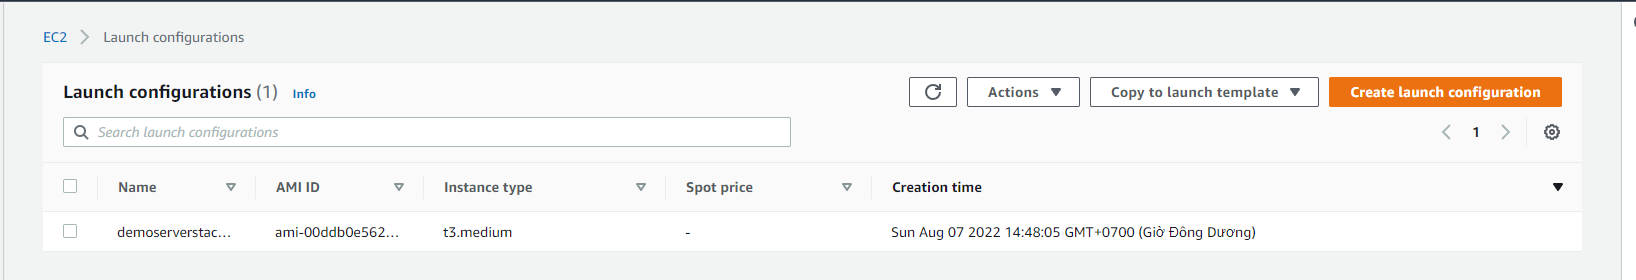 EC2 > Launch configurations
Launch configurations (1) Info
Actions Copy to launch template Create launch configuration
Search launch configurations
1
Name AMI ID Instance type Spot price Creation time
demoserverstac... ami-00ddb0e562... t3.medium - Sun Aug 07 2022 14:48:05 GMT+0700 (Giờ Đông Dương)